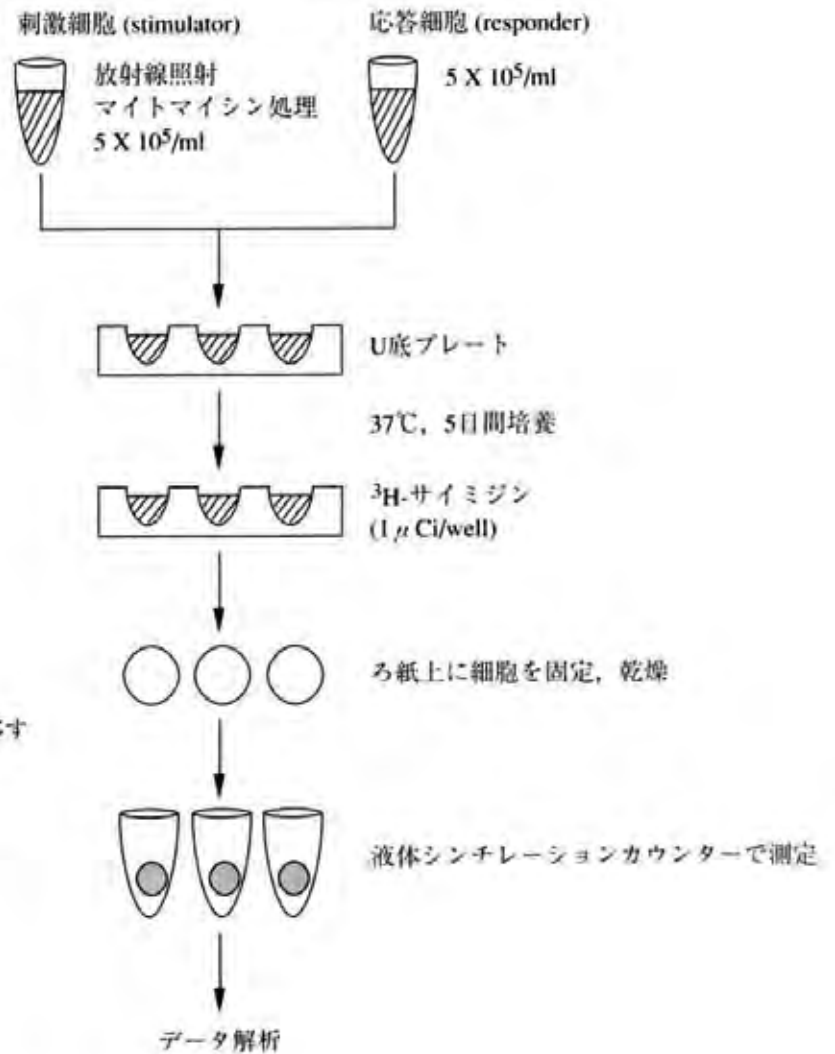 刺激細胞 (stimulator)
放射線照射
マイトマイシン処理
5 X 10⁵/ml
応答細胞 (responder)
5 X 10⁵/ml
U底プレート
37℃, 5日間培養
³H-サイミジン
(1 μ Ci/well)
ろ紙上に細胞を固定, 乾燥
液体シンチレーションカウンターで測定
データ解析